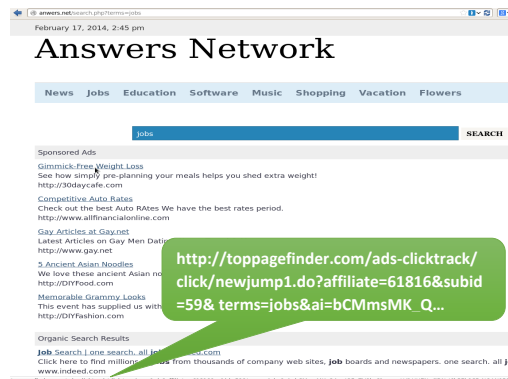 anwers.net/search.php?terms=jobs
February 17, 2014, 2:45 pm
Answers Network
News Jobs Education Software Music Shopping Vacation Flowers
Jobs SEARCH
Sponsored Ads
Gimmick-Free Weight Loss
See how simply pre-planning your meals helps you shed extra weight!
http://30daycafe.com
Competitive Auto Rates
Check out the best Auto RAtes We have the best rates period.
http://www.allfinancialonline.com
Gay Articles at Gay.net
Latest Articles on Gay Men
http://www.gay.net
5 Ancient Asian Noodles
We love these ancient Asian
http://DIYFood.com
Memorable Grammy Looks
This event has supplied us with
http://DIYFashion.com
http://toppagefinder.com/ads-clicktrack/
click/newjump1.do?affiliate=61816&subid
=59& terms=jobs&ai=bCMmsMK_Q...
Organic Search Results
Job Search | one search. all
Click here to find millions from thousands of company web sites, job boards and newspapers. one search. all
www.indeed.com